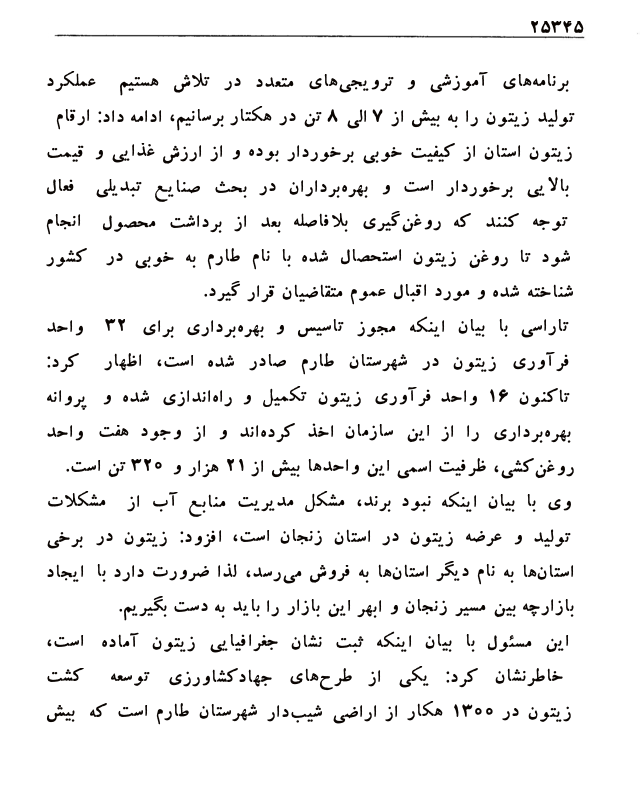 ۲۵۳۴۵
برنامه‌های آموزشی و ترویجی‌های متعدد در تلاش هستیم عملکرد
تولید زیتون را به بیش از ۷ الی ۸ تن در هکتار برسانیم، ادامه داد: ارقام
زیتون استان از کیفیت خوبی برخوردار بوده و از ارزش غذایی و قیمت
بالایی برخوردار است و بهره‌برداران در بحث صنایع تبدیلی فعال
توجه کنند که روغن‌گیری بلافاصله بعد از برداشت محصول انجام
شود تا روغن زیتون استحصال شده با نام طارم به خوبی در کشور
شناخته شده و مورد اقبال عموم متقاضیان قرار گیرد.
تاراسی با بیان اینکه مجوز تاسیس و بهره‌برداری برای ۳۲ واحد
فرآوری زیتون در شهرستان طارم صادر شده است، اظهار کرد:
تاکنون ۱۶ واحد فرآوری زیتون تکمیل و راه‌اندازی شده و پروانه
بهره‌برداری را از این سازمان اخذ کرده‌اند و از وجود هفت واحد
روغن‌کشی، ظرفیت اسمی این واحدها بیش از ۲۱ هزار و ۳۲۰ تن است.
وی با بیان اینکه نبود برند، مشکل مدیریت منابع آب از مشکلات
تولید و عرضه زیتون در استان زنجان است، افزود: زیتون در برخی
استان‌ها به نام دیگر استان‌ها به فروش می‌رسد، لذا ضرورت دارد با ایجاد
بازارچه بین مسیر زنجان و ابهر این بازار را باید به دست بگیریم.
این مسئول با بیان اینکه ثبت نشان جغرافیایی زیتون آماده است،
خاطرنشان کرد: یکی از طرح‌های جهادکشاورزی توسعه کشت
زیتون در ۱۳۰۰ هکار از اراضی شیب‌دار شهرستان طارم است که بیش